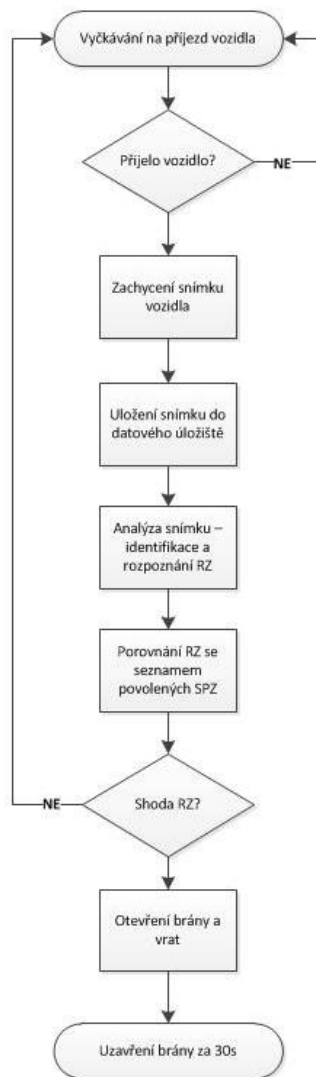 Vyčkávání na příjezd vozidla
Přijelo vozidlo?
NE
Zachycení snímku
vozidla
Uložení snímku do
datového úložiště
Analýza snímku –
identifikace a
rozpoznání RZ
Porovnání RZ se
seznamem
povolených SPZ
NE
Shoda RZ?
Otevření brány a
vrat
Uzavření brány za 30s